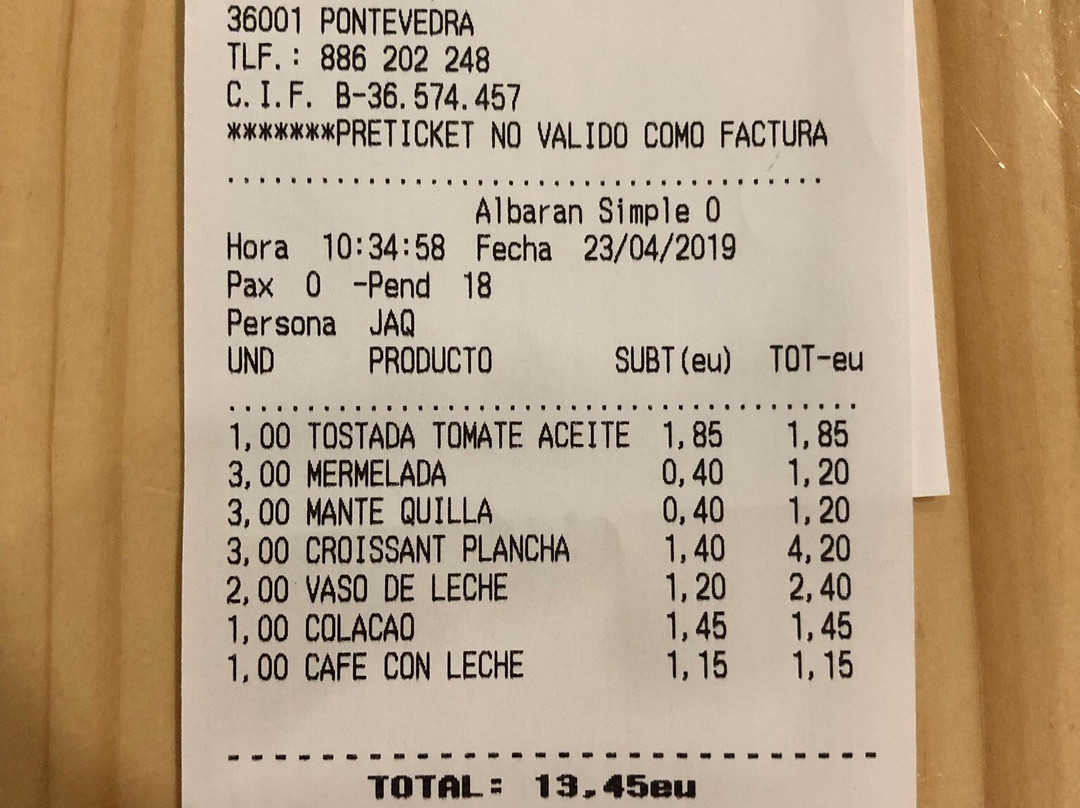 36001 PONTEVEDRA
TLF.: 886 202 248
C.I.F. B-36.574.457
*******PRETICKET NO VALIDO COMO FACTURA
.......................................
Albaran Simple 0
Hora 10:34:58 Fecha 23/04/2019
Pax 0 -Pend 18
Persona JAQ
UND PRODUCTO SUBT(eu) TOT-eu
.........................................
1,00 TOSTADA TOMATE ACEITE 1,85 1,85
3,00 MERMELADA 0,40 1,20
3,00 MANTE QUILLA 0,40 1,20
3,00 CROISSANT PLANCHA 1,40 4,20
2,00 VASO DE LECHE 1,20 2,40
1,00 COLACAO 1,45 1,45
1,00 CAFE CON LECHE 1,15 1,15
----------------------------------
TOTAL: 13,45eu